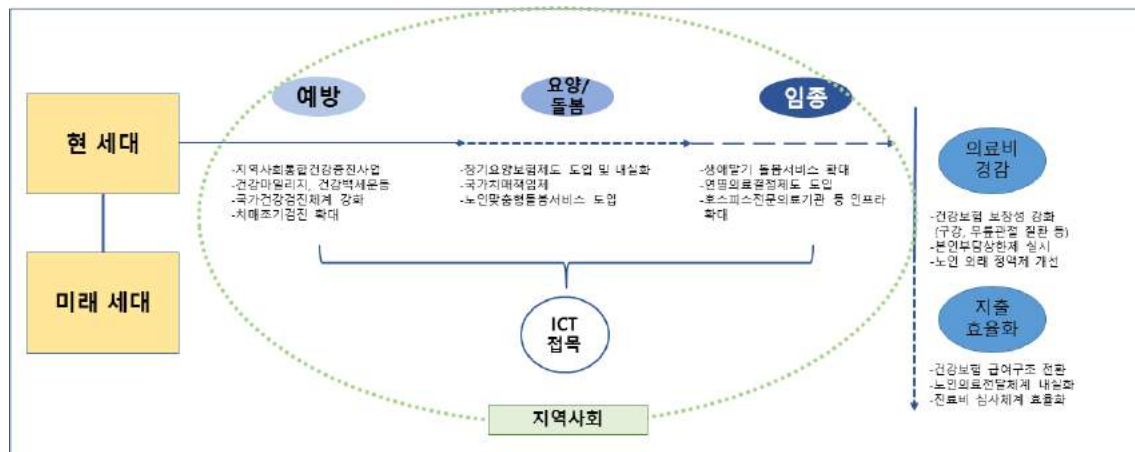 예방
요양/
돌봄
임종
현 세대
미래 세대
-지역사회통합건강증진사업
-건강마일리지, 건강백세운동
-국가건강검진체계 강화
-치매조기검진 확대
-장기요양보험제도 도입 및 내실화
-국가치매책임제
-노인맞춤형돌봄서비스 도입
-생애말기 돌봄서비스 확대
-연명의료결정제도 도입
-호스피스전문의료기관 등 인프라
확대
ICT
접목
지역사회
의료비
경감
-건강보험 보장성 강화
(구강, 무릎관절 질환 등)
-본인부담상한제 실시
-노인 외래 정액제 개선
지출
효율화
-건강보험 급여구조 전환
-노인의료전달체계 내실화
-진료비 심사체계 효율화